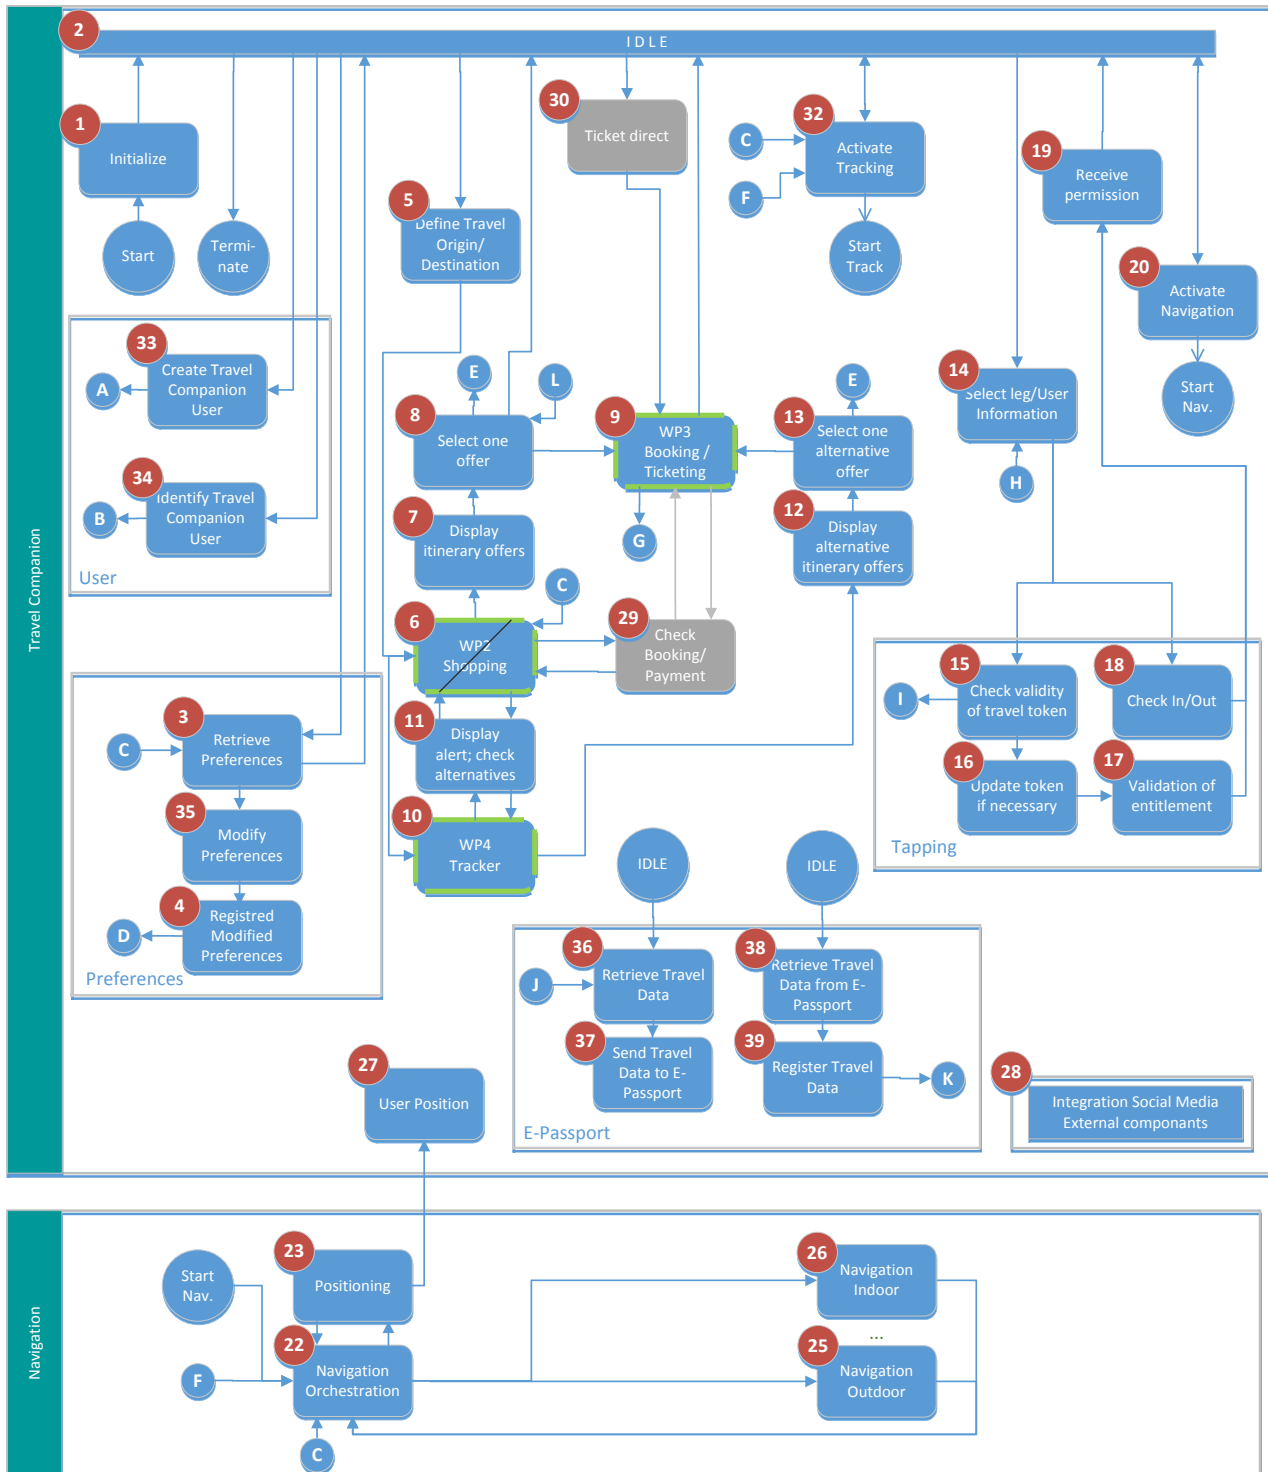 Travel Companion
2
I D L E
1
Initialize
Start
Termi-
nate
30
Ticket direct
32
Activate
Tracking
C
F
Start
Track
19
Receive
permission
20
Activate
Navigation
Start
Nav.
5
Define Travel
Origin/
Destination
33
Create Travel
Companion
User
A
34
Identify Travel
Companion
User
B
User
E
L
8
Select one
offer
9
WP3
Booking /
Ticketing
G
E
13
Select one
alternative
offer
14
Select leg/User
Information
H
7
Display
itinerary offers
12
Display
alternative
itinerary offers
C
6
WP2
Shopping
29
Check
Booking/
Payment
11
Display
alert; check
alternatives
10
WP4
Tracker
3
Retrieve
Preferences
C
35
Modify
Preferences
4
Registred
Modified
Preferences
D
Preferences
15
Check validity
of travel token
I
18
Check In/Out
16
Update token
if necessary
17
Validation of
entitlement
Tapping
IDLE
IDLE
36
Retrieve Travel
Data
J
38
Retrieve Travel
Data from E-
Passport
37
Send Travel
Data to E-
Passport
39
Register Travel
Data
K
E-Passport
27
User Position
28
Integration Social Media
External componants
Navigation
Start
Nav.
23
Positioning
22
Navigation
Orchestration
F
C
26
Navigation
Indoor
...
25
Navigation
Outdoor